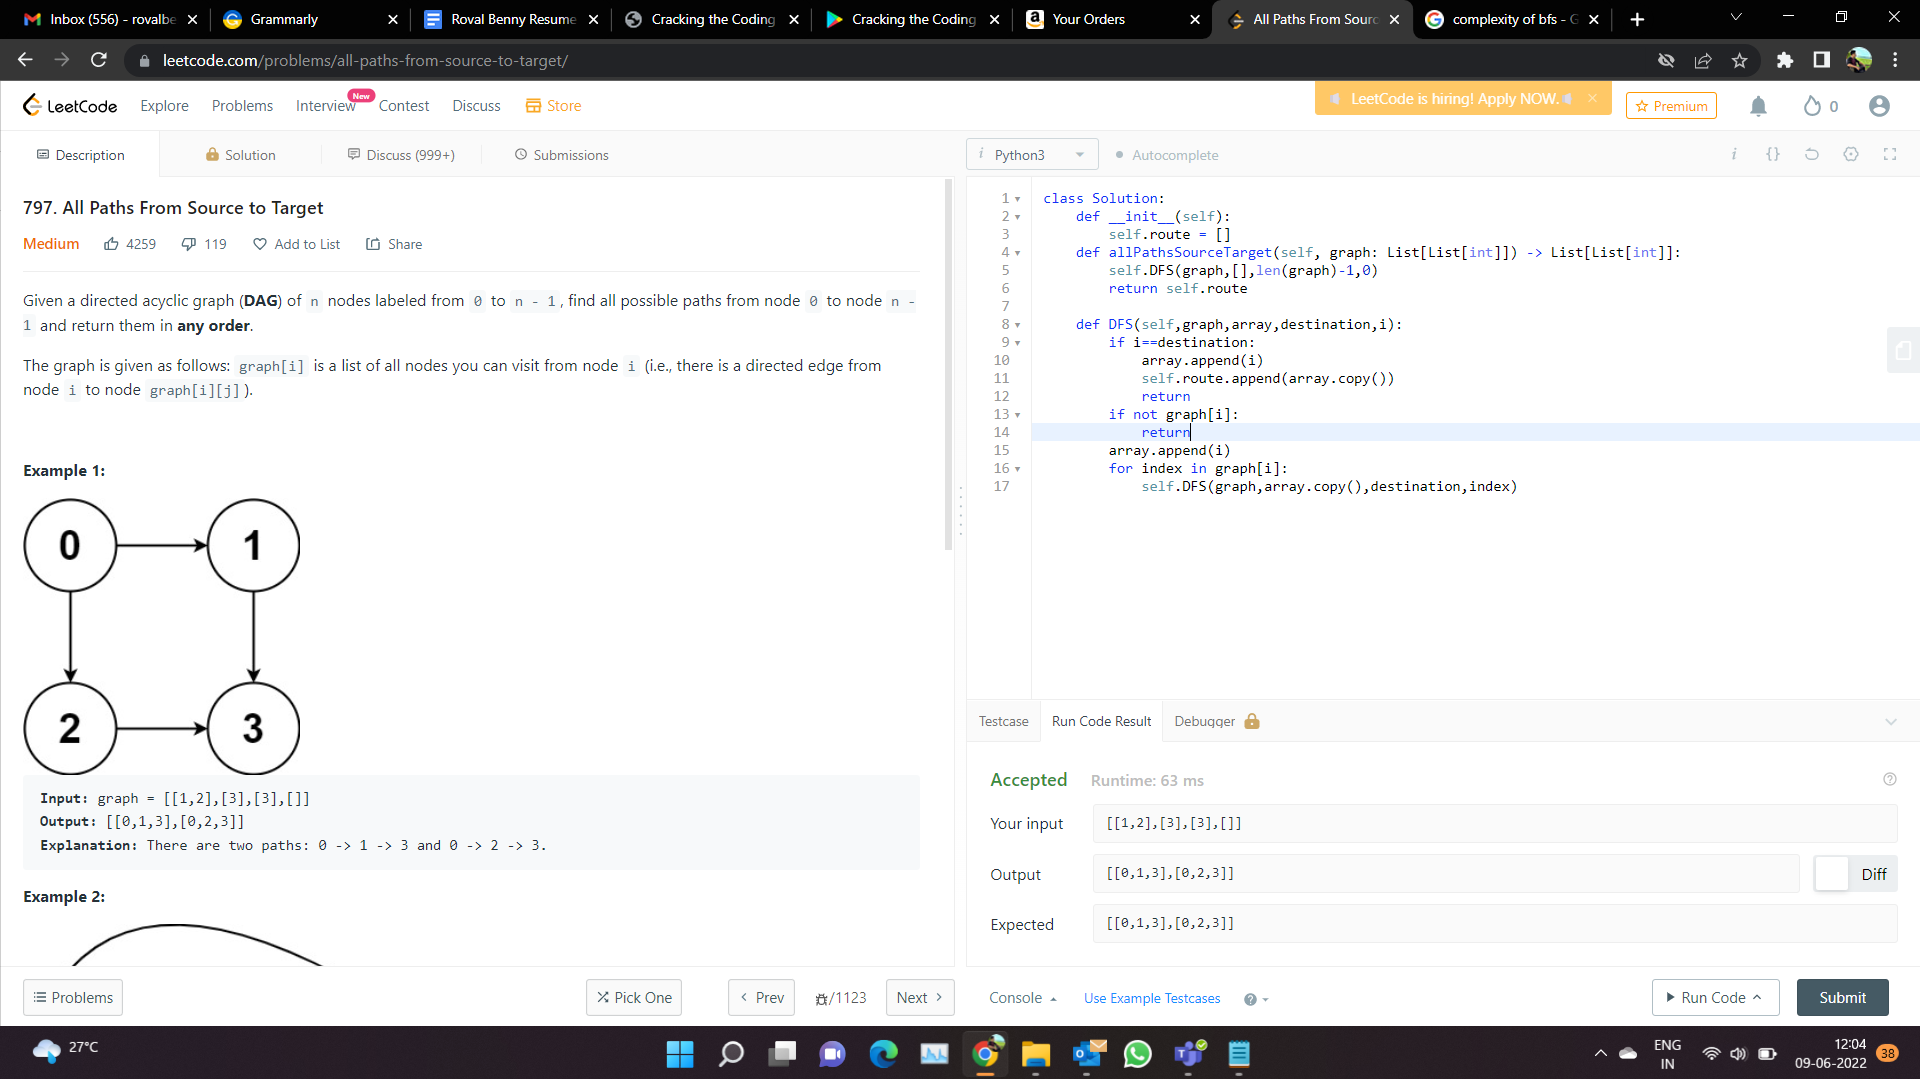 Inbox (556) - rovalbe
Grammarly
Roval Benny Resume
Cracking the Coding
Cracking the Coding
Your Orders
All Paths From Sourc
complexity of bfs - G
leetcode.com/problems/all-paths-from-source-to-target/
LeetCode
Explore
Problems
Interview
New
Contest
Discuss
Store
LeetCode is hiring! Apply NOW.
Premium
0
Description
Solution
Discuss (999+)
Submissions
i Python3
Autocomplete
i {}
797. All Paths From Source to Target
Medium 4259 119 Add to List Share
Given a directed acyclic graph (DAG) of n nodes labeled from 0 to n - 1, find all possible paths from node 0 to node n -
1 and return them in any order.
The graph is given as follows: graph[i] is a list of all nodes you can visit from node i (i.e., there is a directed edge from
node i to node graph[i][j]).
Example 1:
0 1
2 3
Input: graph = [[1,2],[3],[3],[]]
Output: [[0,1,3],[0,2,3]]
Explanation: There are two paths: 0 -> 1 -> 3 and 0 -> 2 -> 3.
Example 2:
1 class Solution:
2     def __init__(self):
3         self.route = []
4     def allPathsSourceTarget(self, graph: List[List[int]]) -> List[List[int]]:
5         self.DFS(graph,[],len(graph)-1,0)
6         return self.route
7
8     def DFS(self,graph,array,destination,i):
9         if i==destination:
10             array.append(i)
11             self.route.append(array.copy())
12             return
13         if not graph[i]:
14             return
15         array.append(i)
16         for index in graph[i]:
17             self.DFS(graph,array.copy(),destination,index)
Testcase
Run Code Result
Debugger
Accepted Runtime: 63 ms
Your input [[1,2],[3],[3],[]]
Output [[0,1,3],[0,2,3]]
Diff
Expected [[0,1,3],[0,2,3]]
Problems
Pick One
Prev
/1123
Next
Console
Use Example Testcases
Run Code
Submit
27°C
ENG
IN
12:04
09-06-2022
38